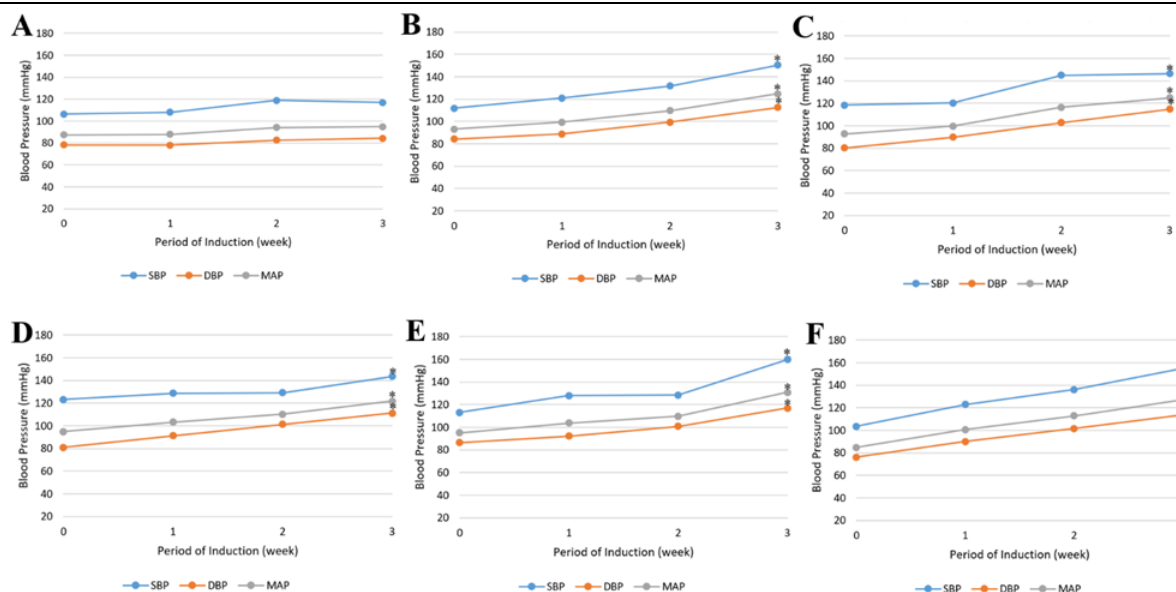 A
180
160
140
120
100
80
60
40
20
Blood Pressure (mmHg)
0 1 2 3
Period of Induction (week)
SBP DBP MAP
B
180
160
140
120
100
80
60
40
20
Blood Pressure (mmHg)
*
*
*
0 1 2 3
Period of Induction (week)
SBP DBP MAP
C
180
160
140
120
100
80
60
40
20
Blood Pressure (mmHg)
*
*
*
0 1 2 3
Period of Induction (week)
SBP DBP MAP
D
180
160
140
120
100
80
60
40
20
Blood Pressure (mmHg)
*
*
*
0 1 2 3
Period of Induction (week)
SBP DBP MAP
E
180
160
140
120
100
80
60
40
20
Blood Pressure (mmHg)
*
*
*
0 1 2 3
Period of Induction (week)
SBP DBP MAP
F
180
160
140
120
100
80
60
40
20
Blood Pressure (mmHg)
0 1 2
Period of Induction (week)
SBP DBP MAP